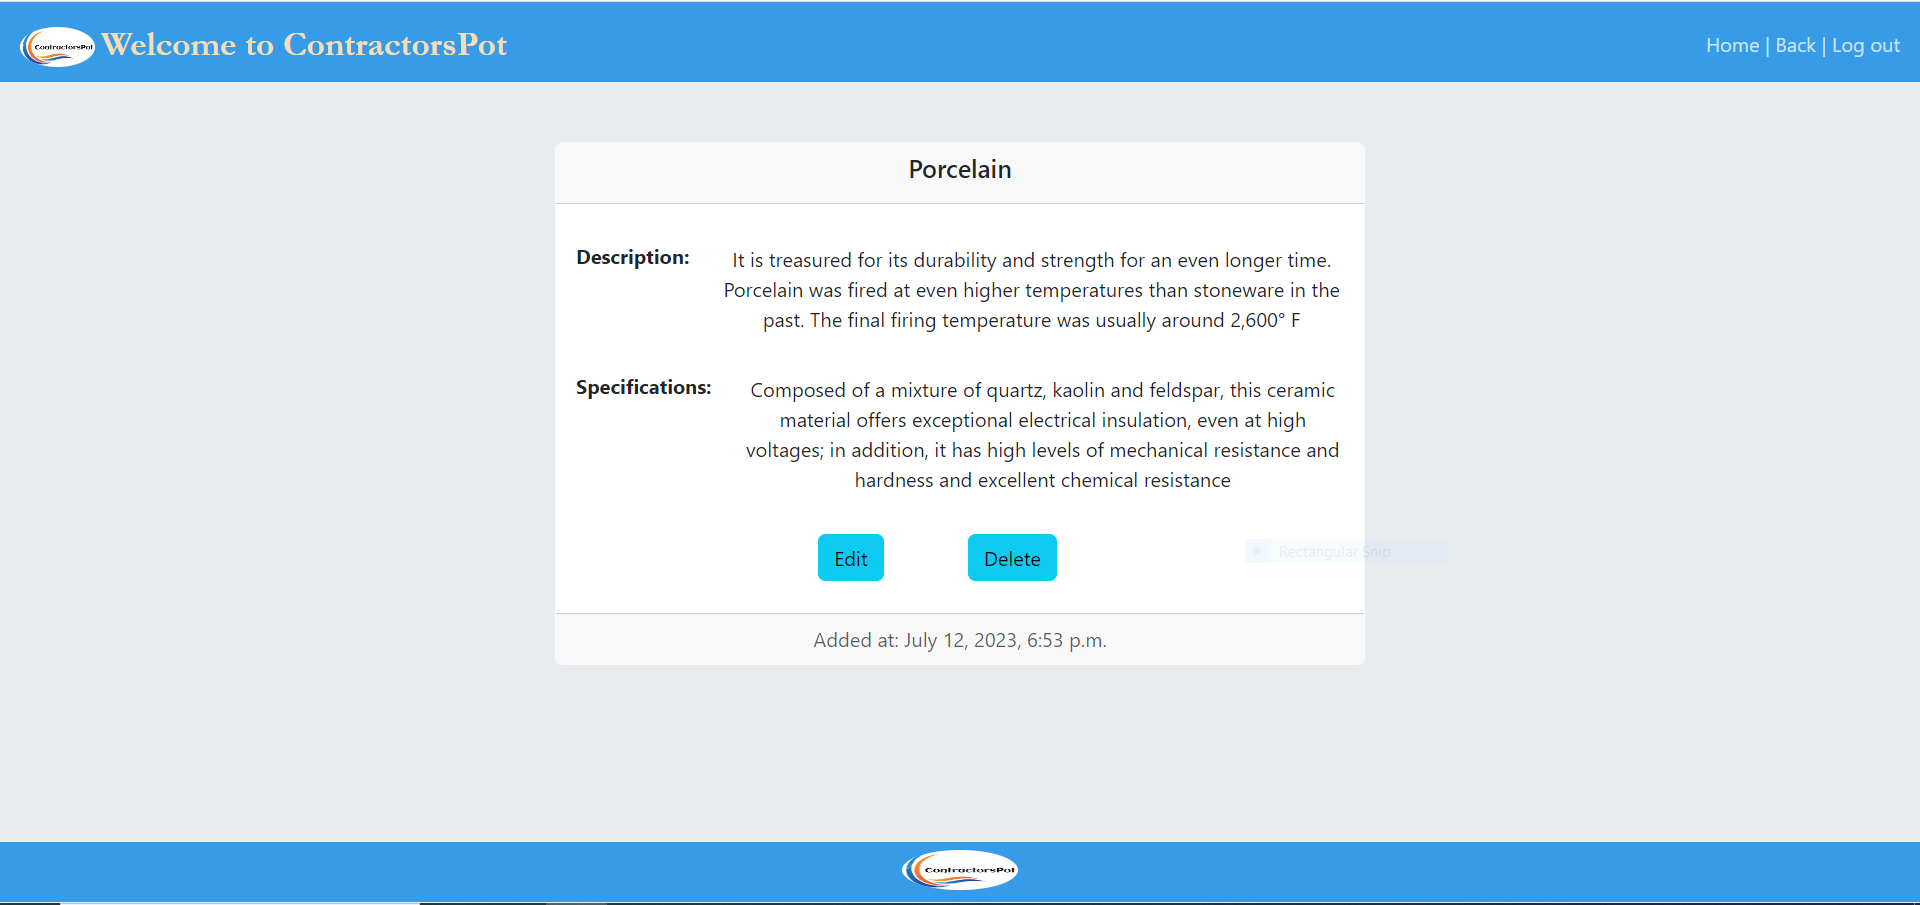 ContractorsPot
Welcome to ContractorsPot
Home | Back | Log out
Porcelain
Description:
It is treasured for its durability and strength for an even longer time.
Porcelain was fired at even higher temperatures than stoneware in the
past. The final firing temperature was usually around 2,600° F
Specifications:
Composed of a mixture of quartz, kaolin and feldspar, this ceramic
material offers exceptional electrical insulation, even at high
voltages; in addition, it has high levels of mechanical resistance and
hardness and excellent chemical resistance
Edit
Delete
Rectangular Snip
Added at: July 12, 2023, 6:53 p.m.
ContractorsPot